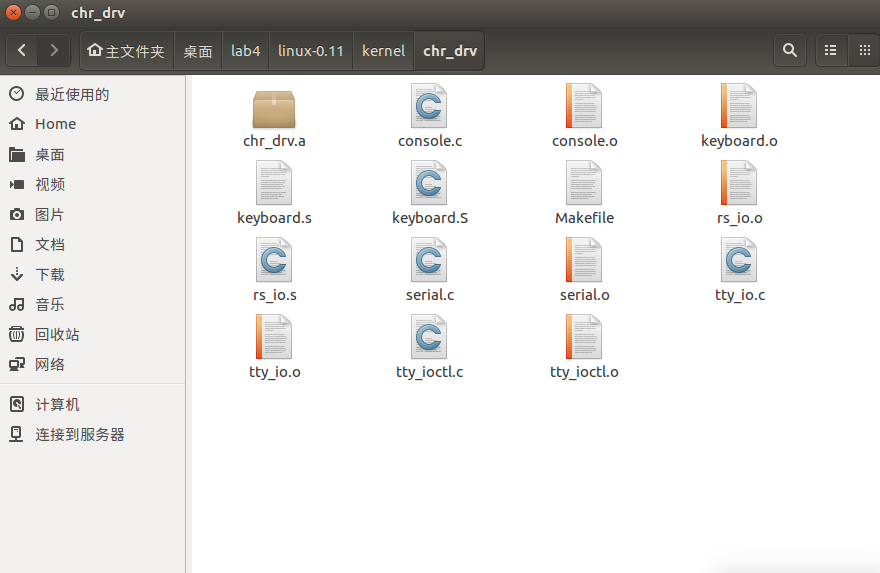 chr_drv
主文件夹 桌面 lab4 linux-0.11 kernel chr_drv
最近使用的
Home
桌面
视频
图片
文档
下载
音乐
回收站
网络
计算机
连接到服务器
chr_drv.a console.c console.o keyboard.o
keyboard.s keyboard.S Makefile rs_io.o
rs_io.s serial.c serial.o tty_io.c
tty_io.o tty_ioctl.c tty_ioctl.o